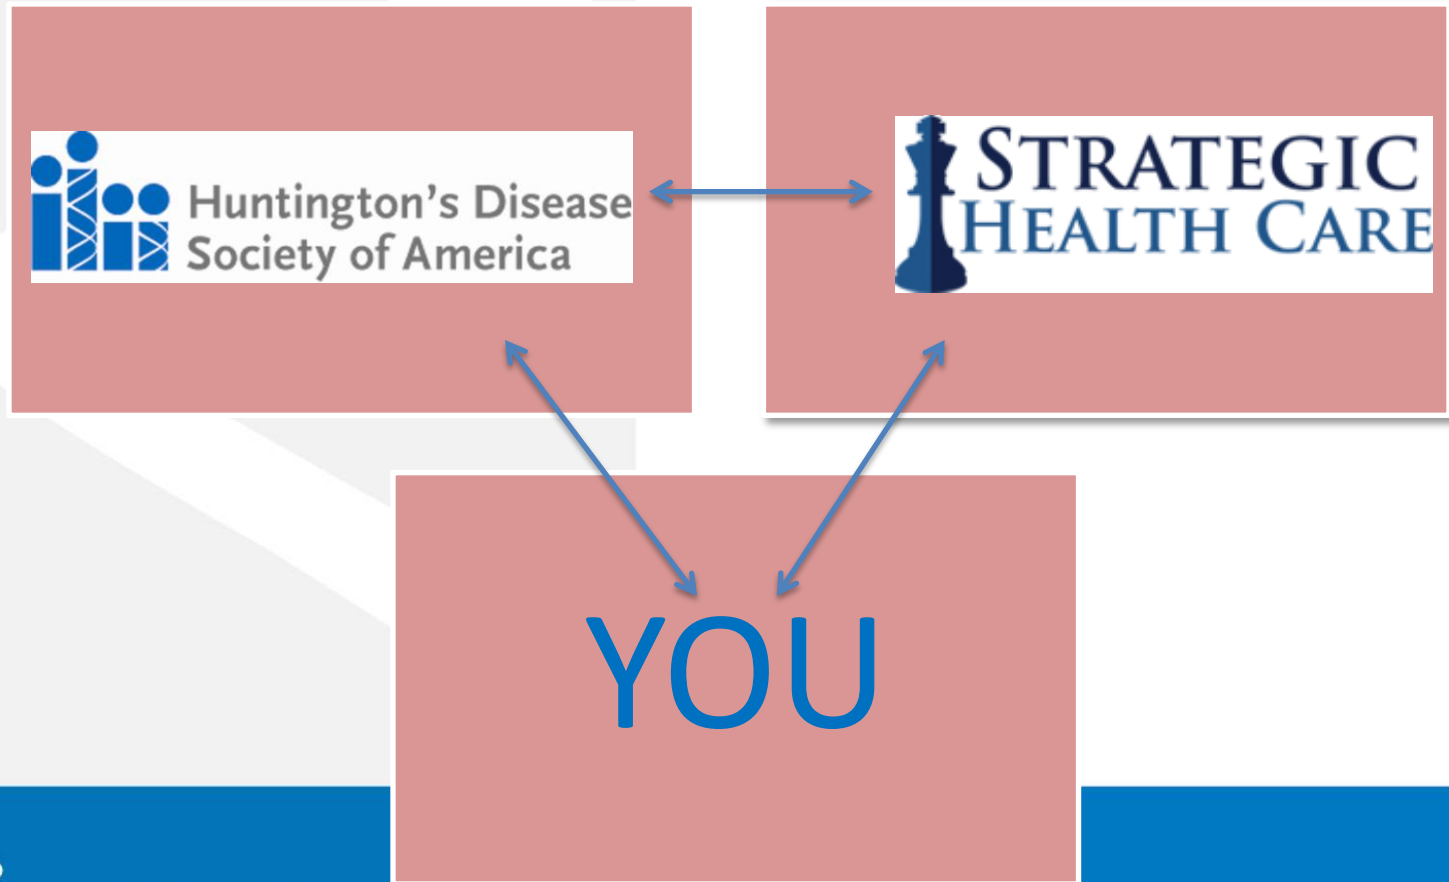 Huntington's Disease
Society of America
STRATEGIC
HEALTH CARE
YOU